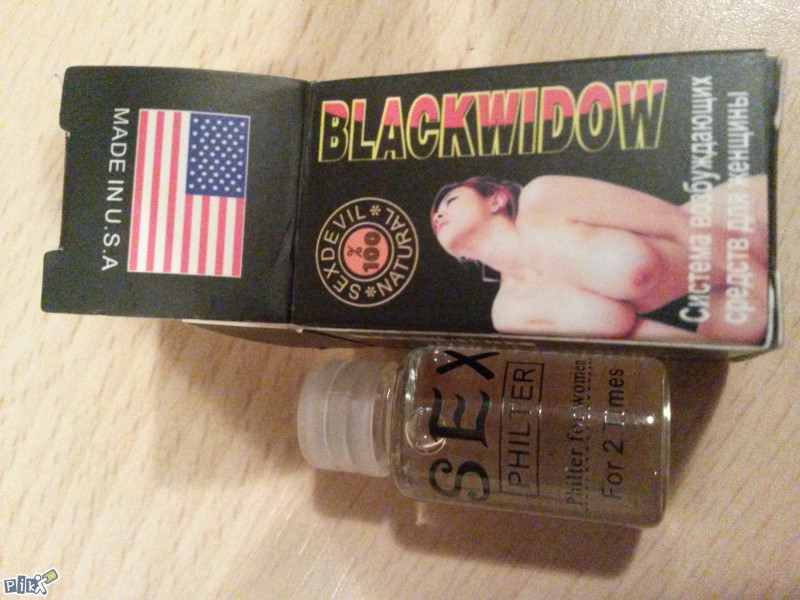 MADE IN U.S.A
BLACKWIDOW
SEXDEVIL * NATURAL *
100
Система возбуждающих
средств для женщины
SEX
PHILTER
Philter for women
For 2 Times
pik